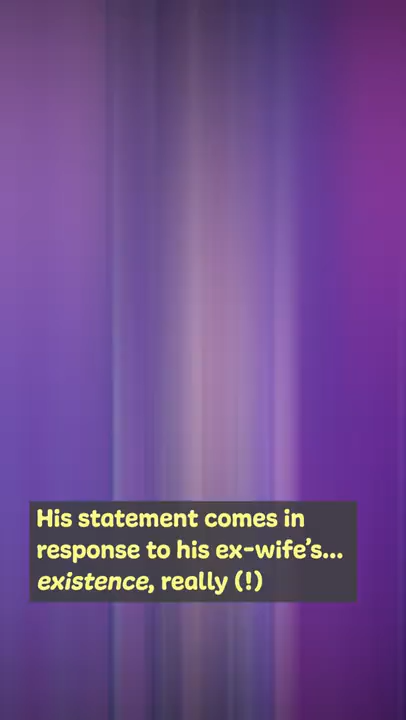 His statement comes in
response to his ex-wife’s...
existence, really (!)